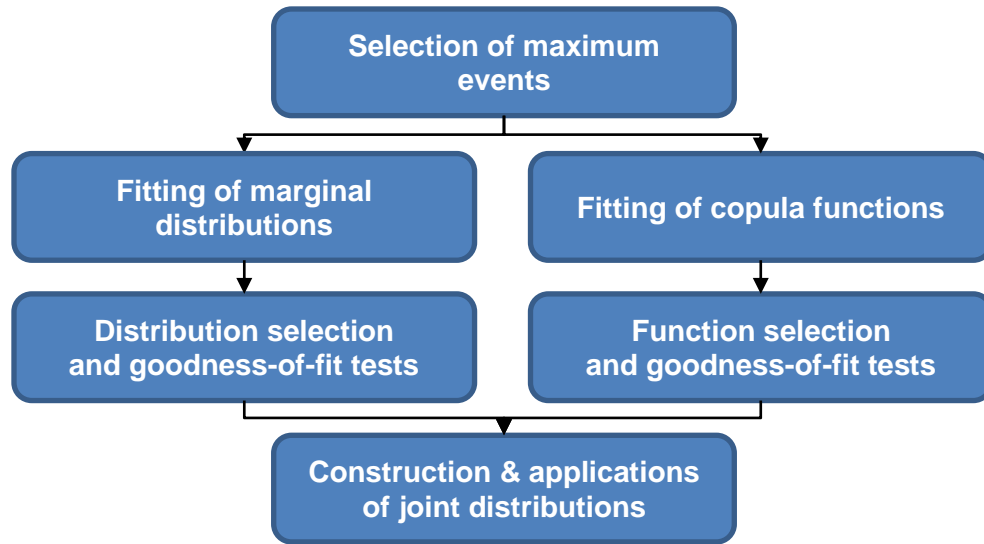 Selection of maximum
events
Fitting of marginal
distributions
Fitting of copula functions
Distribution selection
and goodness-of-fit tests
Function selection
and goodness-of-fit tests
Construction & applications
of joint distributions